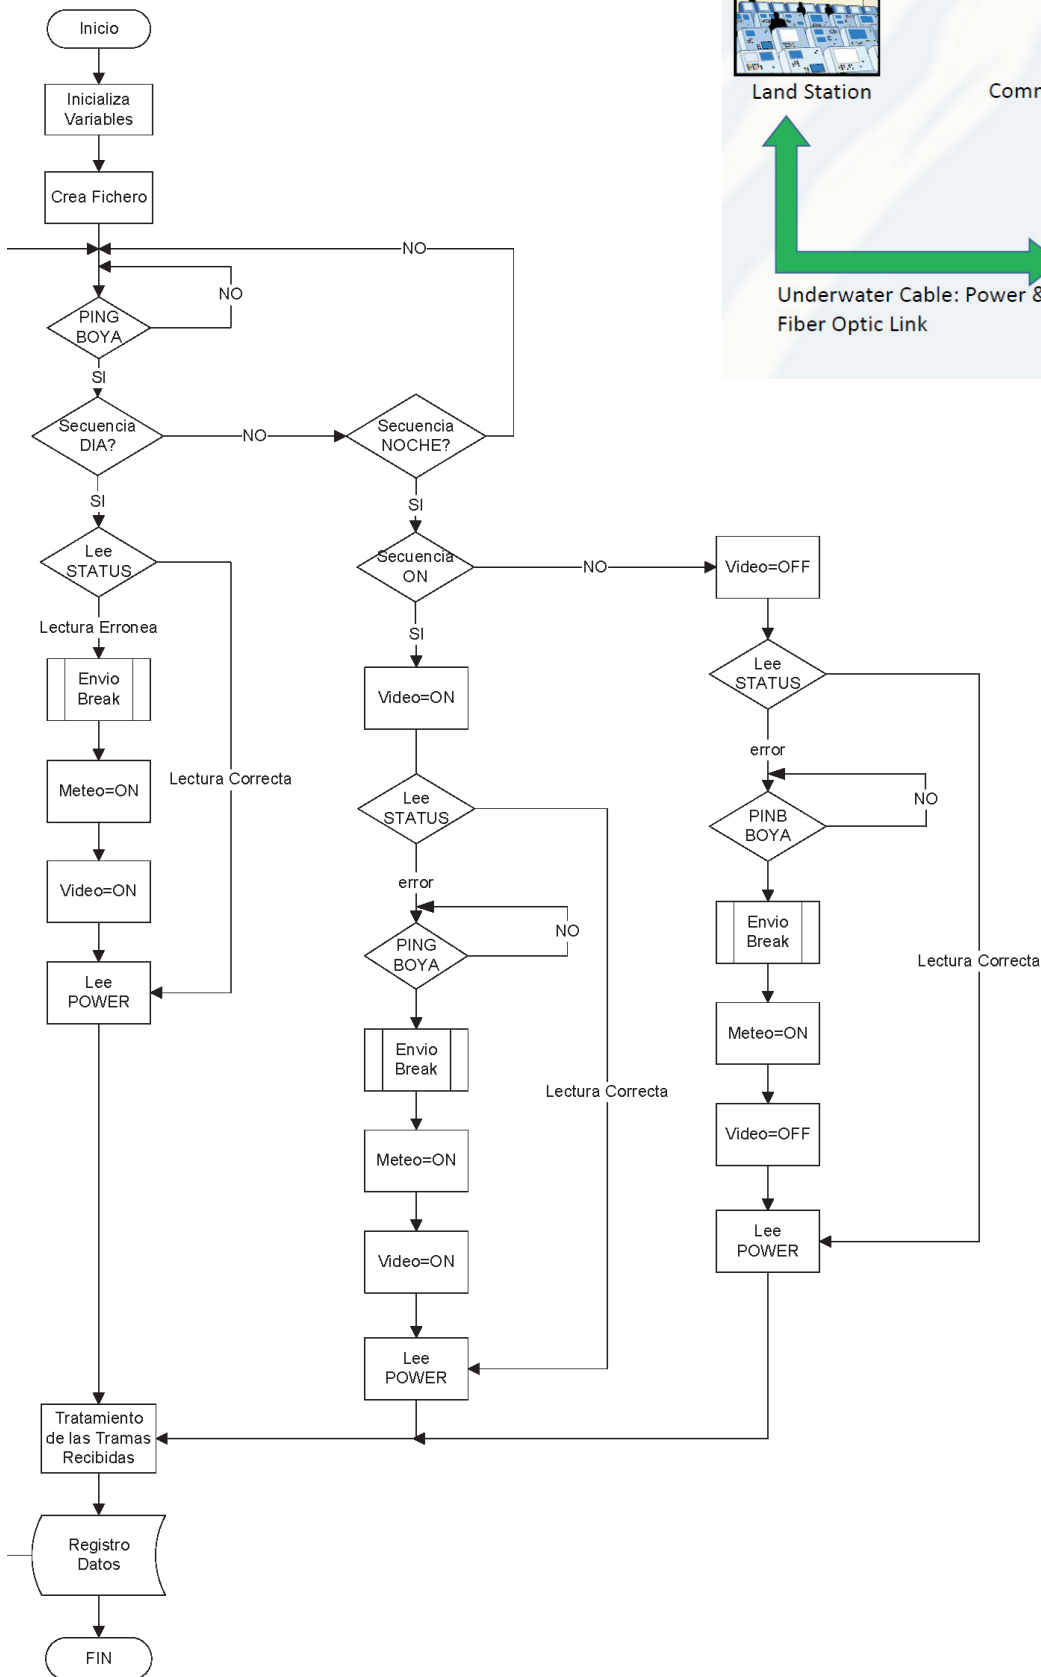 Inicio
Inicializa
Variables
Crea Fichero
NO
NO
PING
BOYA
SI
Secuencia
DIA?
NO
Secuencia
NOCHE?
SI
SI
Lee
STATUS
Secuencia
ON
NO
Video=OFF
Lectura Erronea
SI
Envio
Break
Video=ON
Lee
STATUS
error
Meteo=ON
Lectura Correcta
Lee
STATUS
NO
PINB
BOYA
Video=ON
error
NO
PING
BOYA
Envio
Break
Lectura Correcta
Lee
POWER
Envio
Break
Meteo=ON
Lectura Correcta
Meteo=ON
Video=OFF
Video=ON
Lee
POWER
Lee
POWER
Tratamiento
de las Tramas
Recibidas
Registro
Datos
FIN
Land Station
Underwater Cable: Power &
Fiber Optic Link